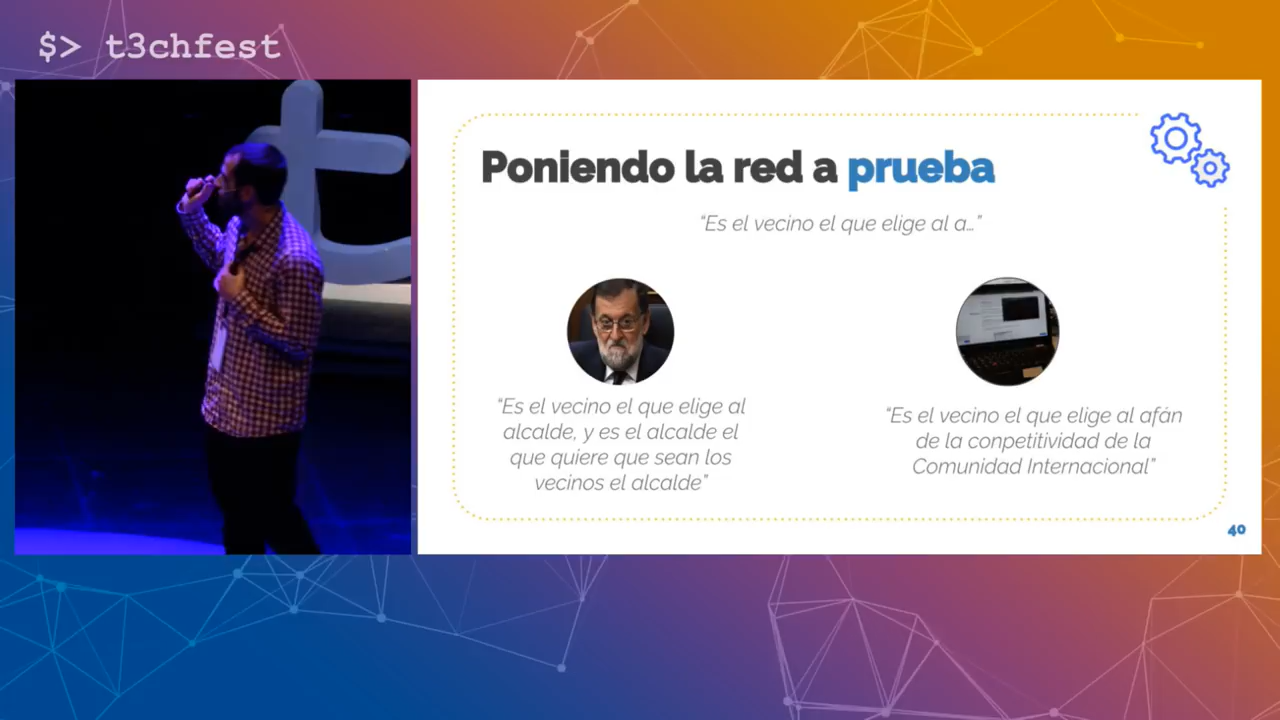 $> t3chfest
Poniendo la red a prueba
“Es el vecino el que elige al a…”
“Es el vecino el que elige al
alcalde, y es el alcalde el
que quiere que sean los
vecinos el alcalde”
“Es el vecino el que elige al afán
de la conpetitividad de la
Comunidad Internacional”
40